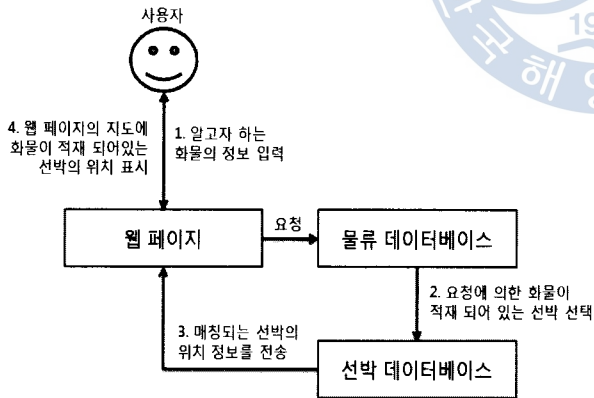 사용자
4. 웹 페이지의 지도에
화물이 적재 되어있는
선박의 위치 표시
1. 알고자 하는
화물의 정보 입력
웹 페이지
요청
물류 데이터베이스
2. 요청에 의한 화물이
적재 되어 있는 선박 선택
3. 매칭되는 선박의
위치 정보를 전송
선박 데이터베이스